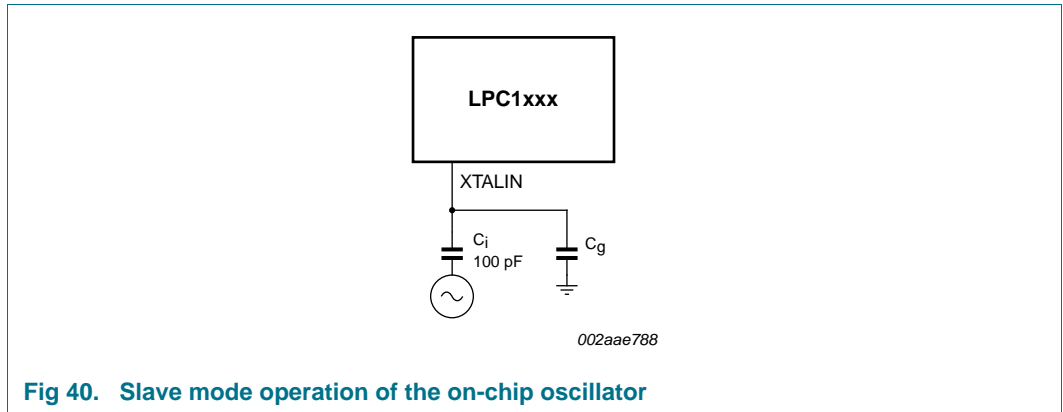 LPC1xxx
XTALIN
Ci
100 pF
Cg
002aae788
Fig 40. Slave mode operation of the on-chip oscillator